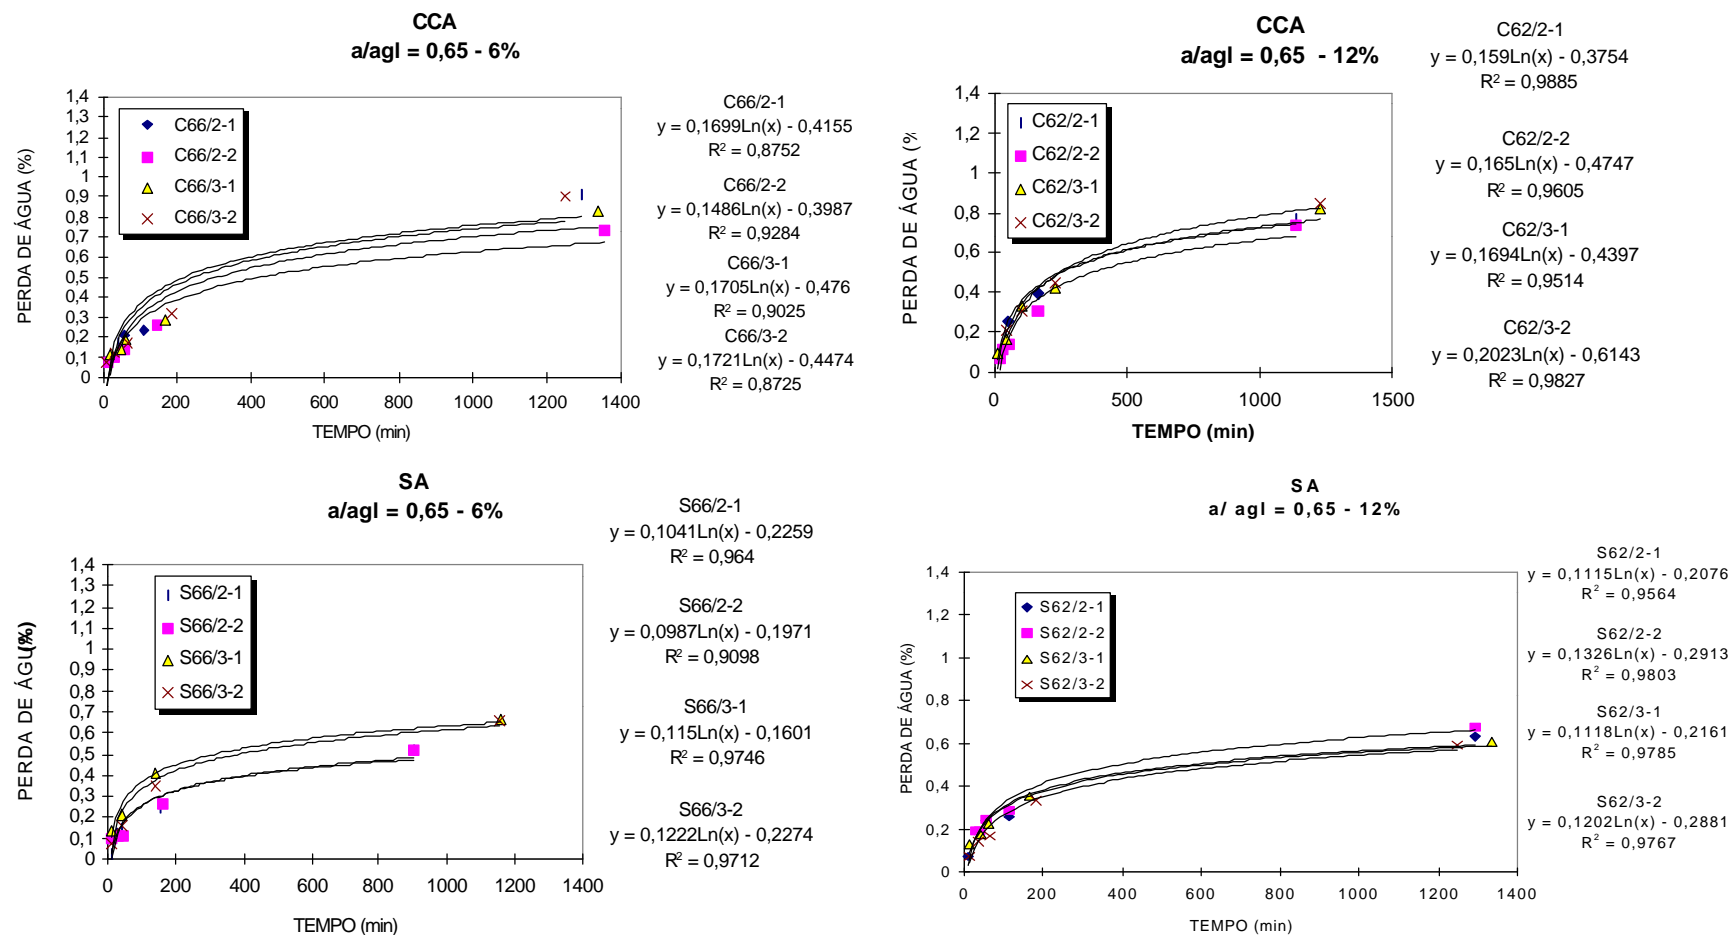 CCA
a/agl = 0,65 - 6%
1,4
1,3
1,2
1,1
1
0,9
0,8
0,7
0,6
0,5
0,4
0,3
0,2
0,1
0
PERDA DE ÁGUA (%)
C66/2-1
C66/2-2
C66/3-1
C66/3-2
0 200 400 600 800 1000 1200 1400
TEMPO (min)
C66/2-1
y = 0,1699Ln(x) - 0,4155
R² = 0,8752
C66/2-2
y = 0,1486Ln(x) - 0,3987
R² = 0,9284
C66/3-1
y = 0,1705Ln(x) - 0,476
R² = 0,9025
C66/3-2
y = 0,1721Ln(x) - 0,4474
R² = 0,8725
CCA
a/agl = 0,65 - 12%
1,4
1,2
1
0,8
0,6
0,4
0,2
0
PERDA DE ÁGUA (%
C62/2-1
C62/2-2
C62/3-1
C62/3-2
0 500 1000 1500
TEMPO (min)
C62/2-1
y = 0,159Ln(x) - 0,3754
R² = 0,9885
C62/2-2
y = 0,165Ln(x) - 0,4747
R² = 0,9605
C62/3-1
y = 0,1694Ln(x) - 0,4397
R² = 0,9514
C62/3-2
y = 0,2023Ln(x) - 0,6143
R² = 0,9827
SA
a/agl = 0,65 - 6%
1,4
1,3
1,2
1,1
1
0,9
0,8
0,7
0,6
0,5
0,4
0,3
0,2
0,1
0
PERDA DE ÁGUA (%)
S66/2-1
S66/2-2
S66/3-1
S66/3-2
0 200 400 600 800 1000 1200 1400
TEMPO (min)
S66/2-1
y = 0,1041Ln(x) - 0,2259
R² = 0,964
S66/2-2
y = 0,0987Ln(x) - 0,1971
R² = 0,9098
S66/3-1
y = 0,115Ln(x) - 0,1601
R² = 0,9746
S66/3-2
y = 0,1222Ln(x) - 0,2274
R² = 0,9712
SA
a/ agl = 0,65 - 12%
1,4
1,2
1
0,8
0,6
0,4
0,2
0
PERDA DE ÁGUA (%)
S62/2-1
S62/2-2
S62/3-1
S62/3-2
0 200 400 600 800 1000 1200 1400
TEMPO (min)
S62/2-1
y = 0,1115Ln(x) - 0,2076
R² = 0,9564
S62/2-2
y = 0,1326Ln(x) - 0,2913
R² = 0,9803
S62/3-1
y = 0,1118Ln(x) - 0,2161
R² = 0,9785
S62/3-2
y = 0,1202Ln(x) - 0,2881
R² = 0,9767